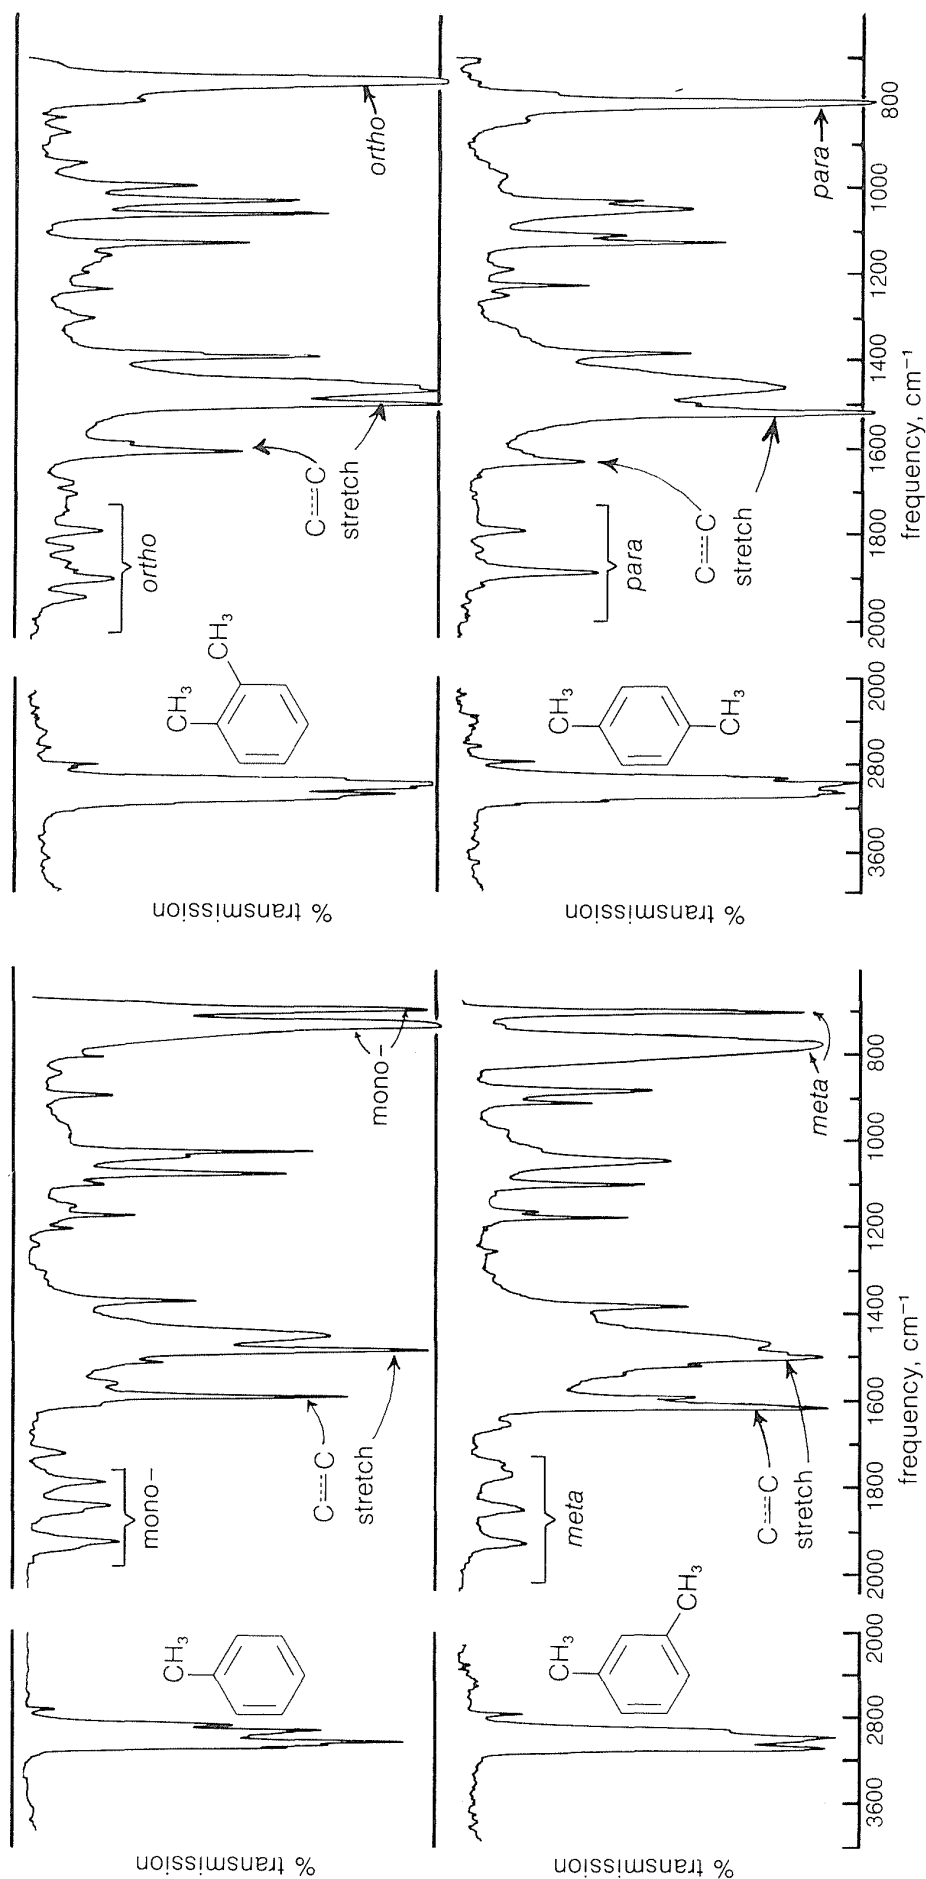 % transmission
CH₃
mono–
C⩦C
stretch
mono–
% transmission
CH₃
CH₃
ortho
C⩦C
stretch
ortho
% transmission
CH₃
CH₃
meta
C⩦C
stretch
meta
3600 2800 2000 2000 1800 1600 1400 1200 1000 800
frequency, cm⁻¹
% transmission
CH₃
CH₃
para
C⩦C
stretch
para
3600 2800 2000 2000 1800 1600 1400 1200 1000 800
frequency, cm⁻¹